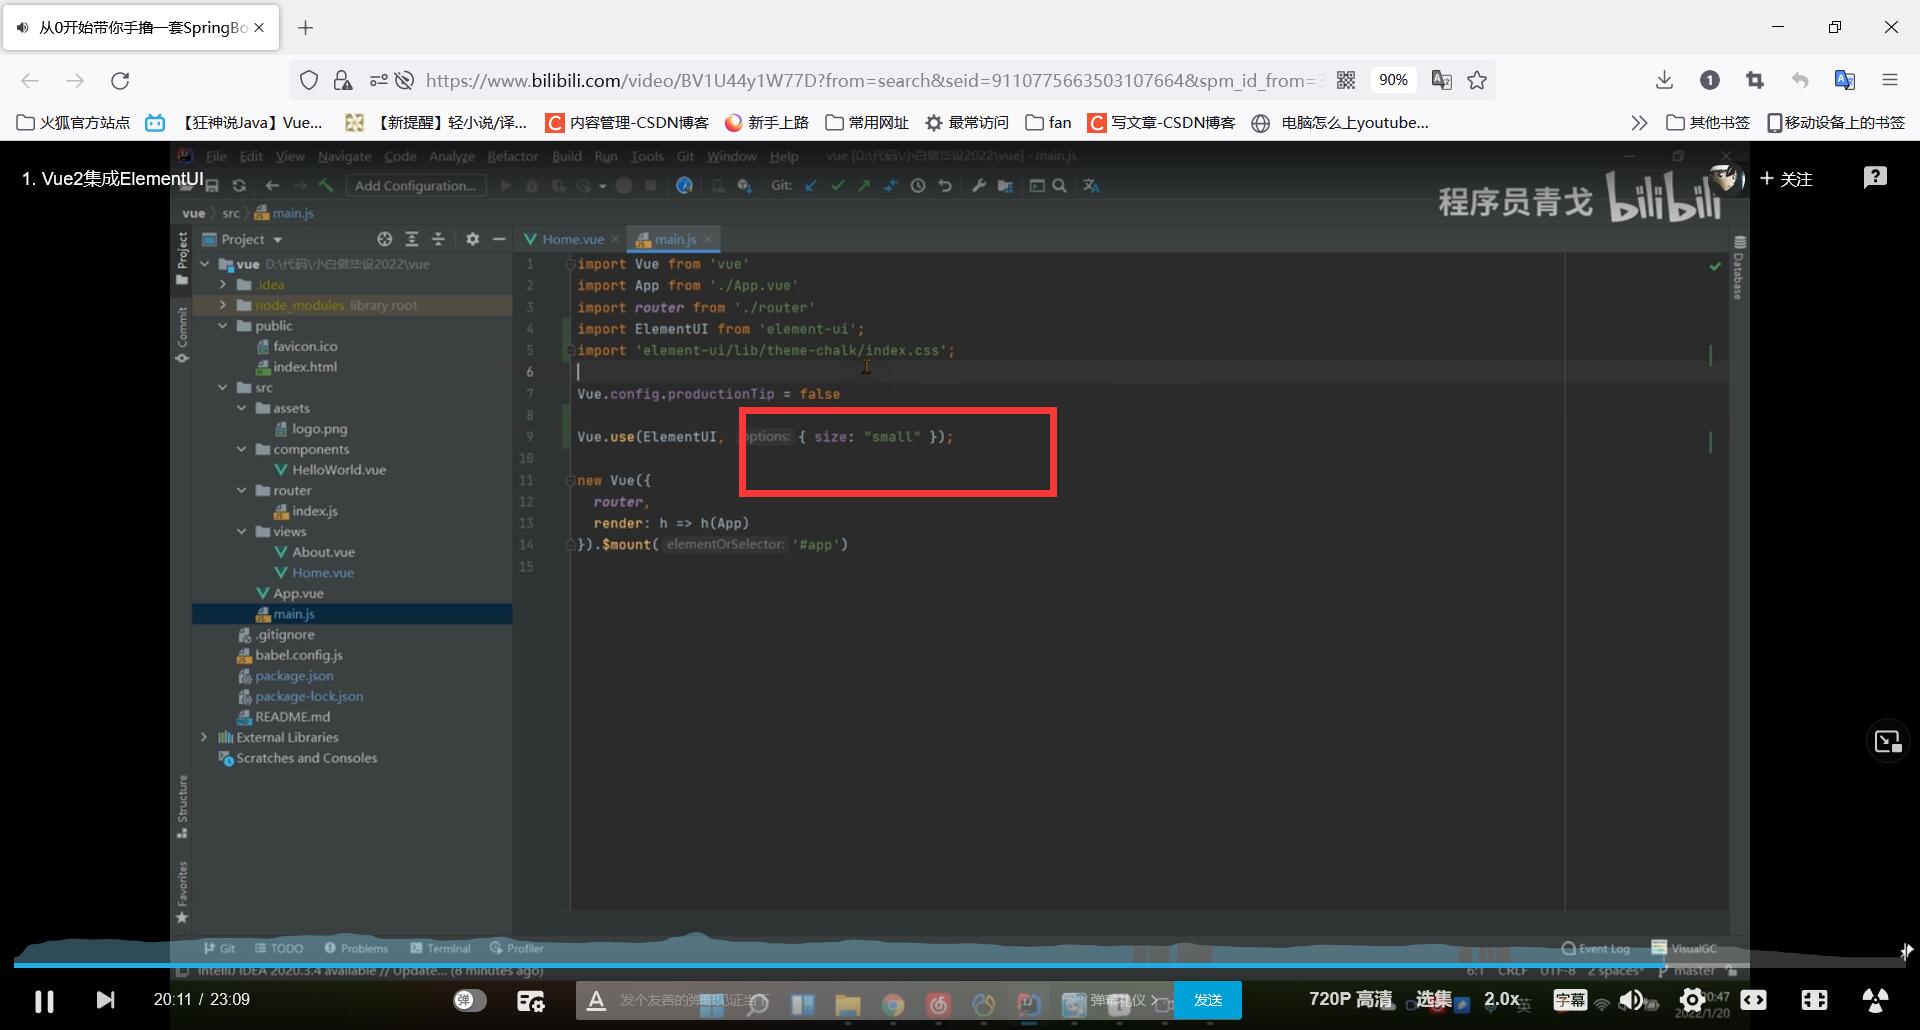 从0开始带你手撸一套SpringBo
https://www.bilibili.com/video/BV1U44y1W77D?from=search&seid=9110775663503107664&spm_id_from=3
90%
火狐官方站点
【狂神说Java】Vue...
【新提醒】轻小说/译...
内容管理-CSDN博客
新手上路
常用网址
最常访问
fan
写文章-CSDN博客
电脑怎么上youtube...
其他书签
移动设备上的书签
File Edit View Navigate Code Analyze Refactor Build Run Tools Git Window Help vue [D:\代码\小白做毕设2022\vue] - main.js
1. Vue2集成ElementUI
Add Configuration...
Git:
程序员青戈 bilibili
+ 关注
vue src main.js
Project
Home.vue
main.js
Project
Commit
Structure
Favorites
Database
vue D:\代码\小白做毕设2022\vue
.idea
node_modules library root
public
favicon.ico
index.html
src
assets
logo.png
components
HelloWorld.vue
router
index.js
views
About.vue
Home.vue
App.vue
main.js
.gitignore
babel.config.js
package.json
package-lock.json
README.md
External Libraries
Scratches and Consoles
1 import Vue from 'vue'
2 import App from './App.vue'
3 import router from './router'
4 import ElementUI from 'element-ui';
5 import 'element-ui/lib/theme-chalk/index.css';
6
7 Vue.config.productionTip = false
8
9 Vue.use(ElementUI, options: { size: "small" });
10
11 new Vue({
12 router,
13 render: h => h(App)
14 }).$mount( elementOrSelector: '#app')
15
Git TODO Problems Terminal Profiler
Event Log VisualGC
IntelliJ IDEA 2020.3.4 available // Update... (8 minutes ago)
6:1 CRLF UTF-8 2 spaces* master
20:11 / 23:09
弹
发个友善的弹幕见证当下
弹幕礼仪 >
发送
720P 高清
选集
2.0x
英
字幕
2022/1/20